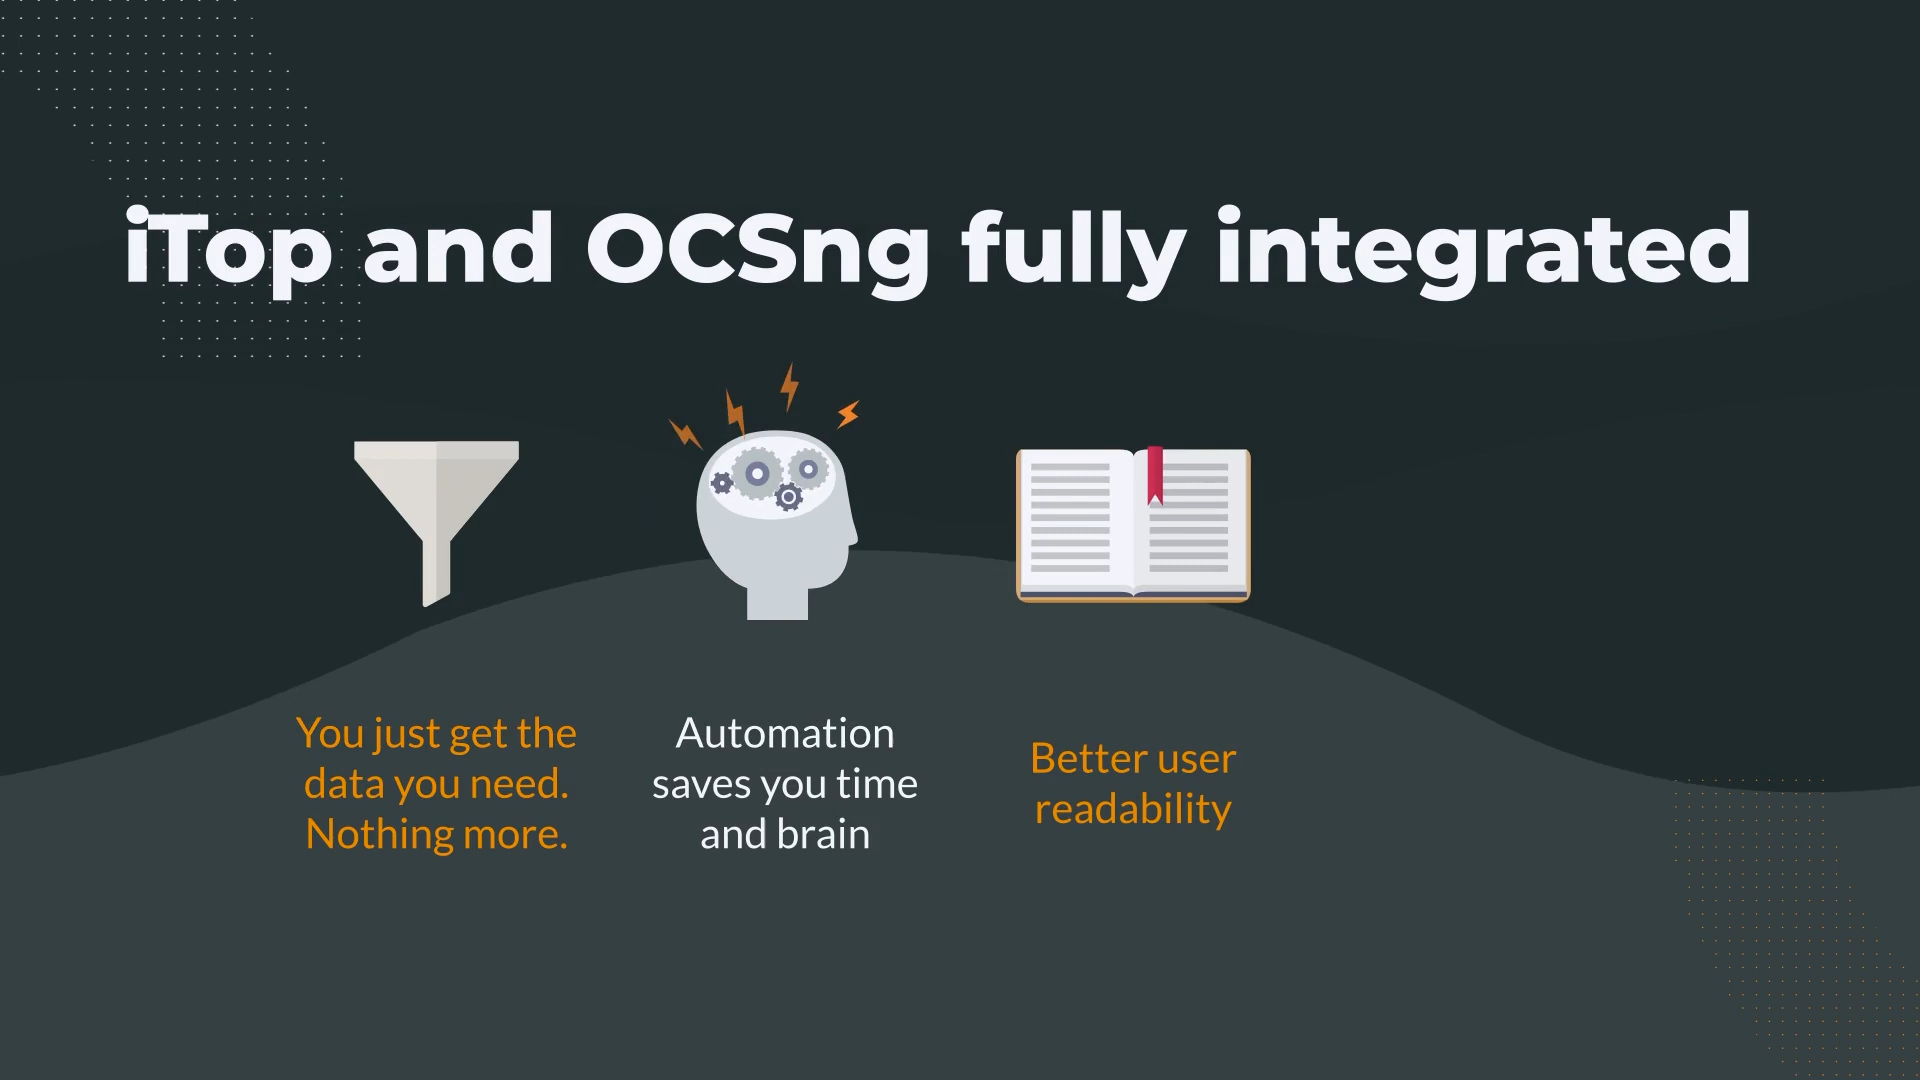 iTop and OCSng fully integrated
You just get the
data you need.
Nothing more.
Automation
saves you time
and brain
Better user
readability